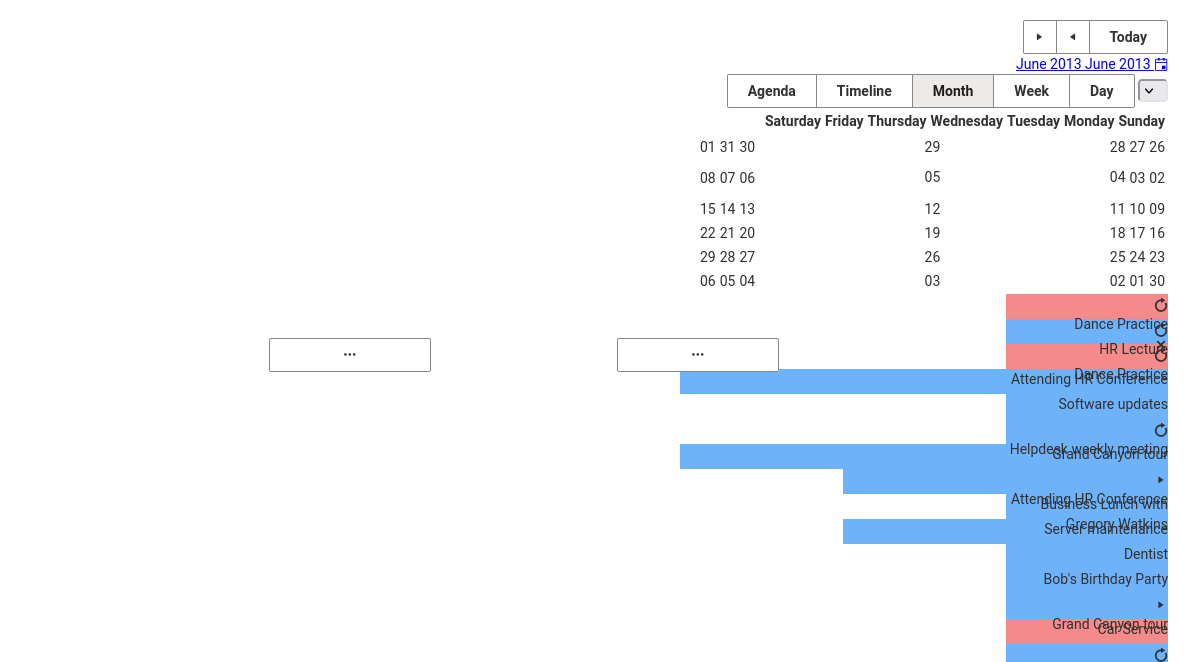 Today
June 2013 June 2013
Agenda Timeline Month Week Day
Saturday Friday Thursday Wednesday Tuesday Monday Sunday
01 31 30 29 28 27 26
08 07 06 05 04 03 02
15 14 13 12 11 10 09
22 21 20 19 18 17 16
29 28 27 26 25 24 23
06 05 04 03 02 01 30
Dance Practice
HR Lecture
...
...
Dance Practice
Attending HR Conference
Software updates
Helpdesk weekly meeting
Grand Canyon tour
Attending HR Conference
Business Lunch with
Gregory Watkins
Server maintenance
Dentist
Bob's Birthday Party
Grand Canyon tour
Car Service